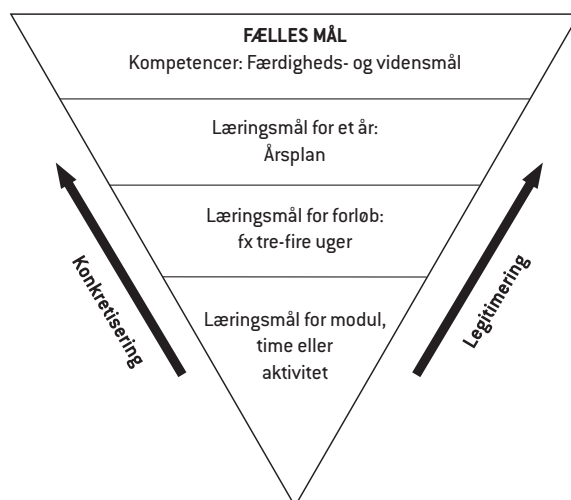 FÆLLES MÅL
Kompetencer: Færdigheds- og vidensmål
Læringsmål for et år:
Årsplan
Læringsmål for forløb:
fx tre-fire uger
Læringsmål for modul,
time eller
aktivitet
Konkretisering
Legitimering